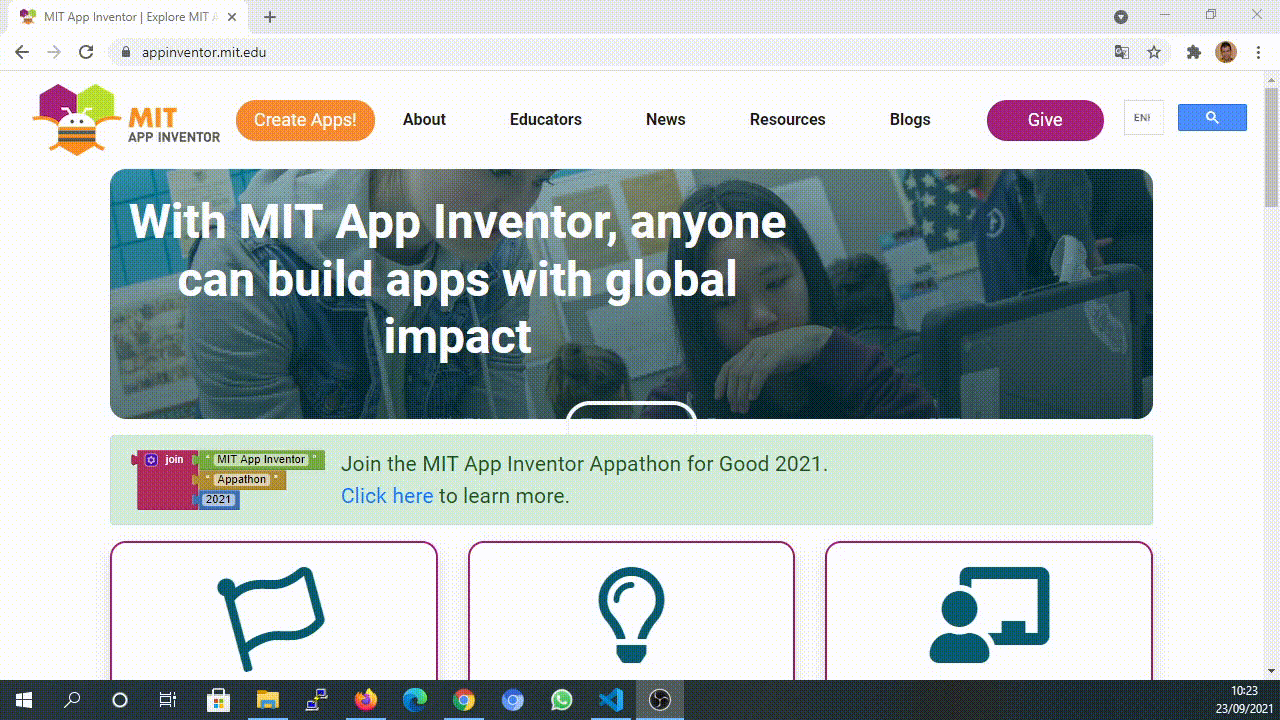 MIT App Inventor | Explore MIT A
appinventor.mit.edu
MIT
APP INVENTOR
Create Apps!
About
Educators
News
Resources
Blogs
Give
With MIT App Inventor, anyone
can build apps with global
impact
join
" MIT App Inventor "
" Appathon "
2021
Join the MIT App Inventor Appathon for Good 2021.
Click here to learn more.
10:23
23/09/2021